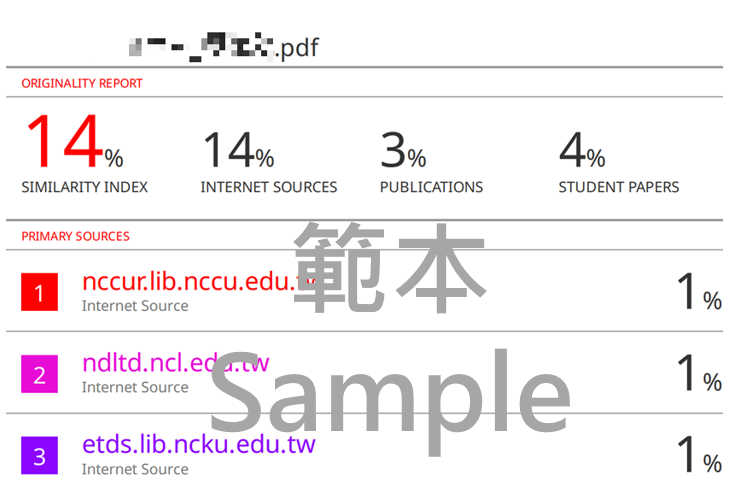 .pdf
ORIGINALITY REPORT
14% 14% 3% 4%
SIMILARITY INDEX INTERNET SOURCES PUBLICATIONS STUDENT PAPERS
PRIMARY SOURCES
範本
1 nccur.lib.nccu.edu.tw 1%
Internet Source
2 ndltd.ncl.edu.tw 1%
Internet Source
Sample
3 etds.lib.ncku.edu.tw 1%
Internet Source